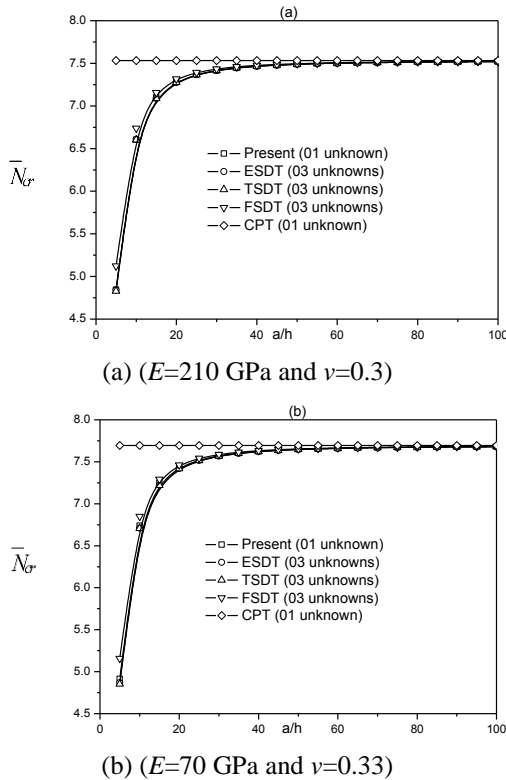 (a)
8.0
7.5
7.0
6.5
6.0
5.5
5.0
4.5
N̅cr
Present (01 unknown)
ESDT (03 unknowns)
TSDT (03 unknowns)
FSDT (03 unknowns)
CPT (01 unknown)
0 20 40 60 80 100
a/h
(a) (E=210 GPa and ν=0.3)
(b)
8.0
7.5
7.0
6.5
6.0
5.5
5.0
4.5
N̅cr
Present (01 unknown)
ESDT (03 unknowns)
TSDT (03 unknowns)
FSDT (03 unknowns)
CPT (01 unknown)
0 20 40 60 80 100
a/h
(b) (E=70 GPa and ν=0.33)